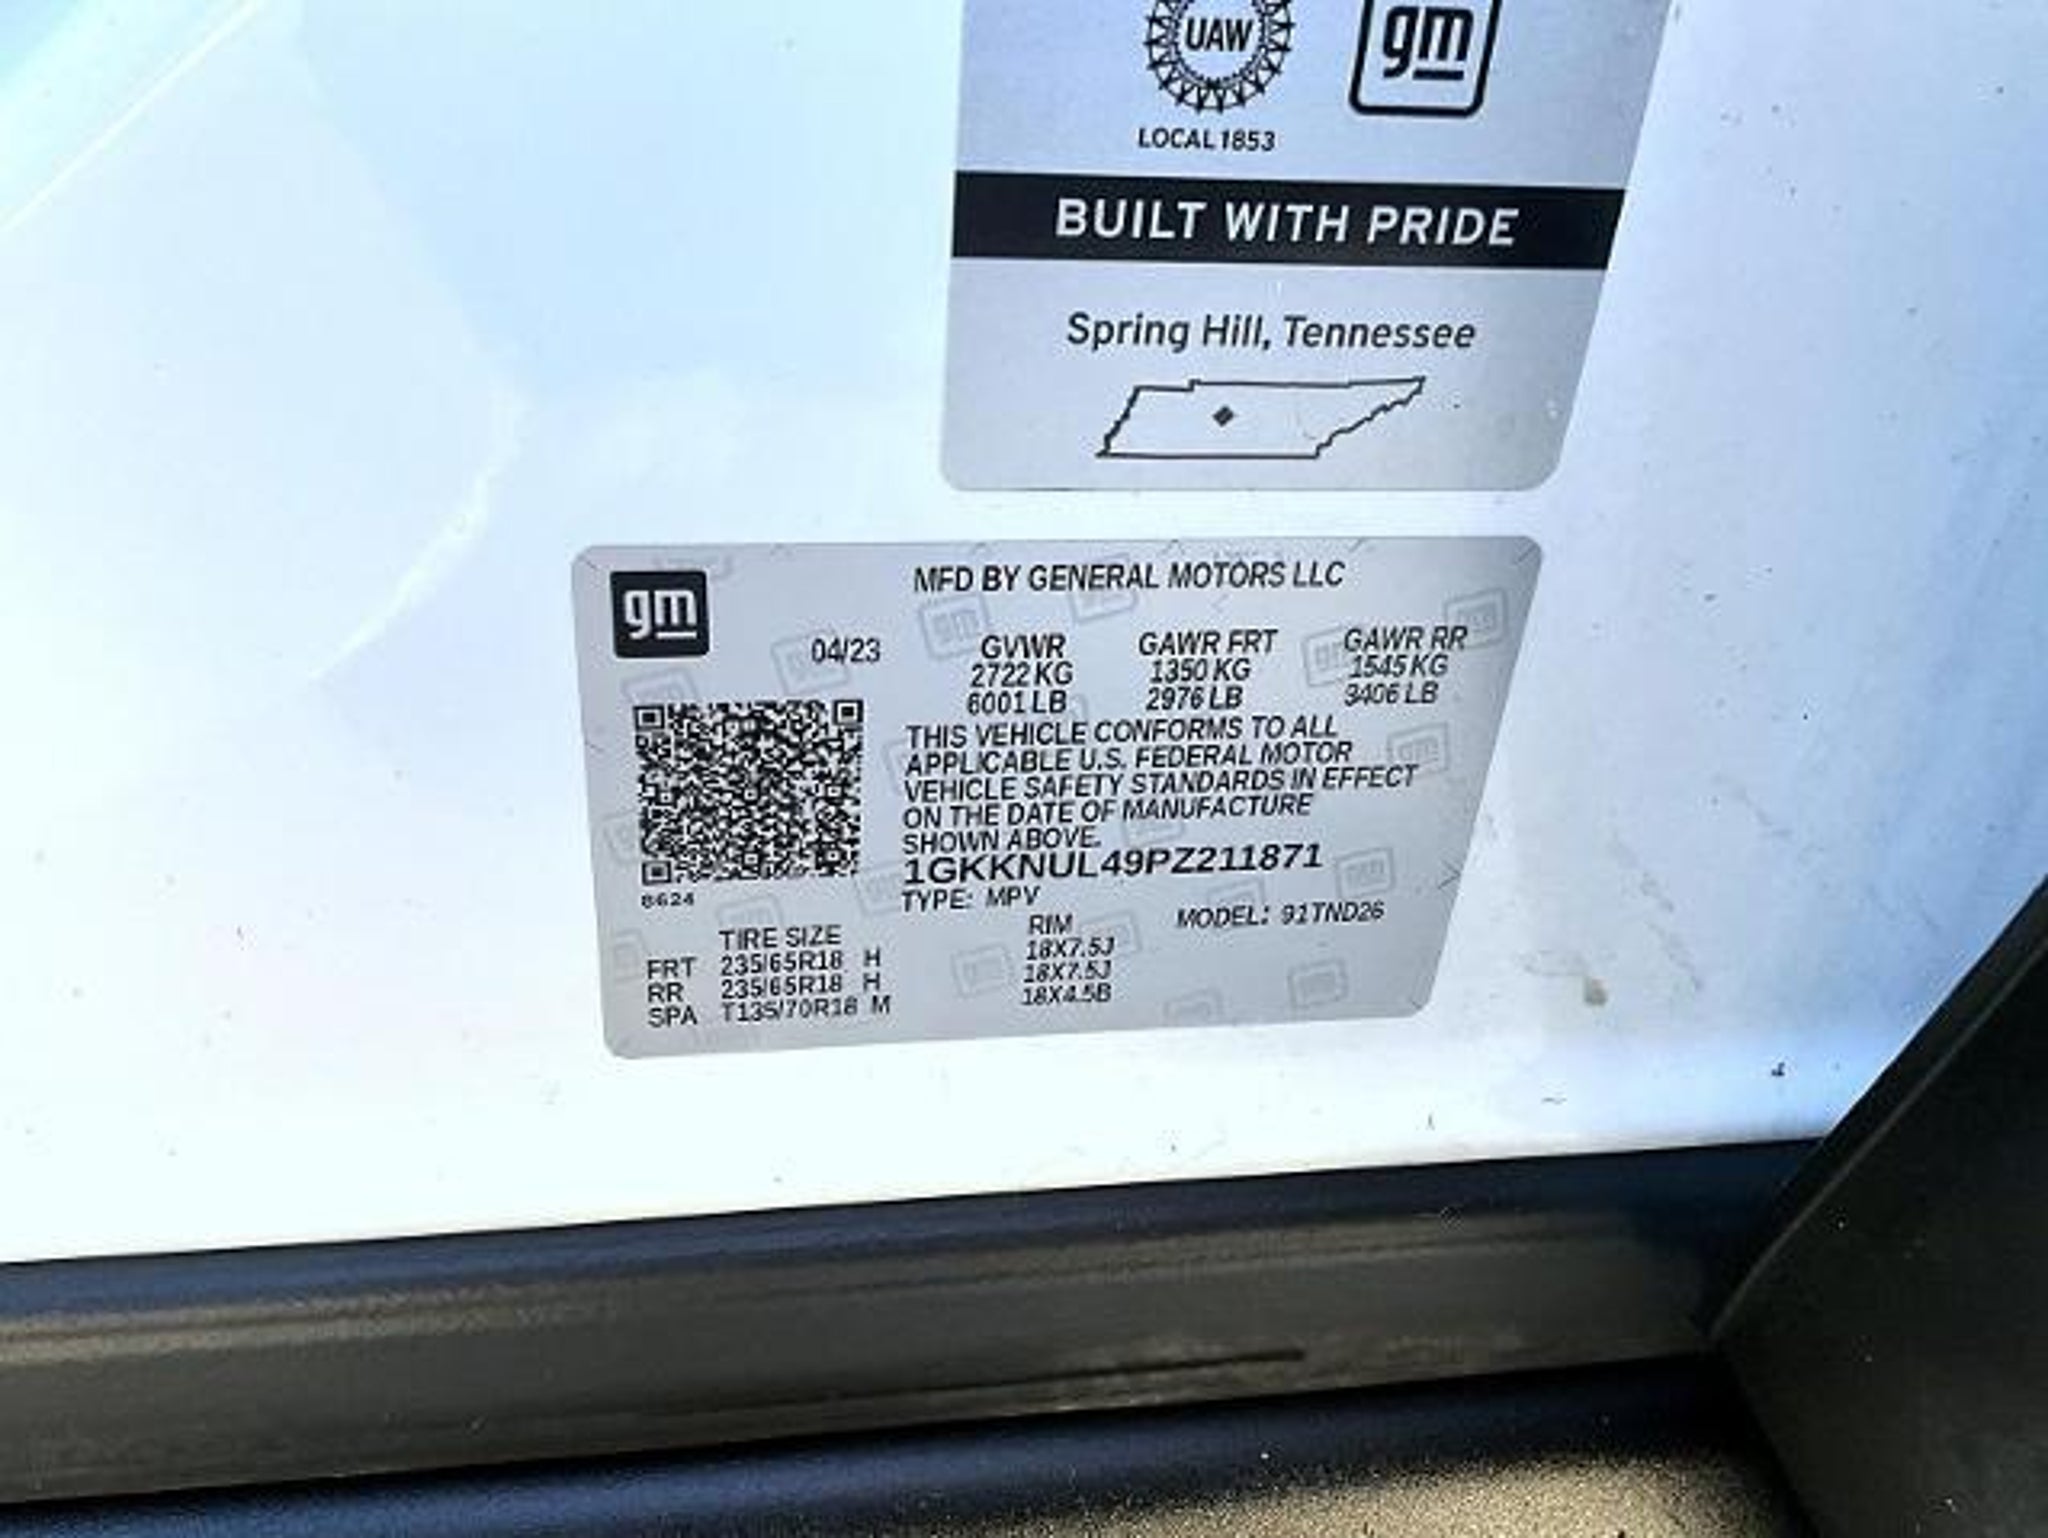 UAW
gm
LOCAL 1853
BUILT WITH PRIDE
Spring Hill, Tennessee
gm
MFD BY GENERAL MOTORS LLC
04/23 GVWR GAWR FRT GAWR RR
2722 KG 1350 KG 1545 KG
6001 LB 2976 LB 3406 LB
THIS VEHICLE CONFORMS TO ALL
APPLICABLE U.S. FEDERAL MOTOR
VEHICLE SAFETY STANDARDS IN EFFECT
ON THE DATE OF MANUFACTURE
SHOWN ABOVE.
1GKKNUL49PZ211871
8624
TYPE: MPV MODEL: 91TND26
TIRE SIZE RIM
FRT 235/65R18 H 18X7.5J
RR 235/65R18 H 18X7.5J
SPA T135/70R18 M 18X4.5B